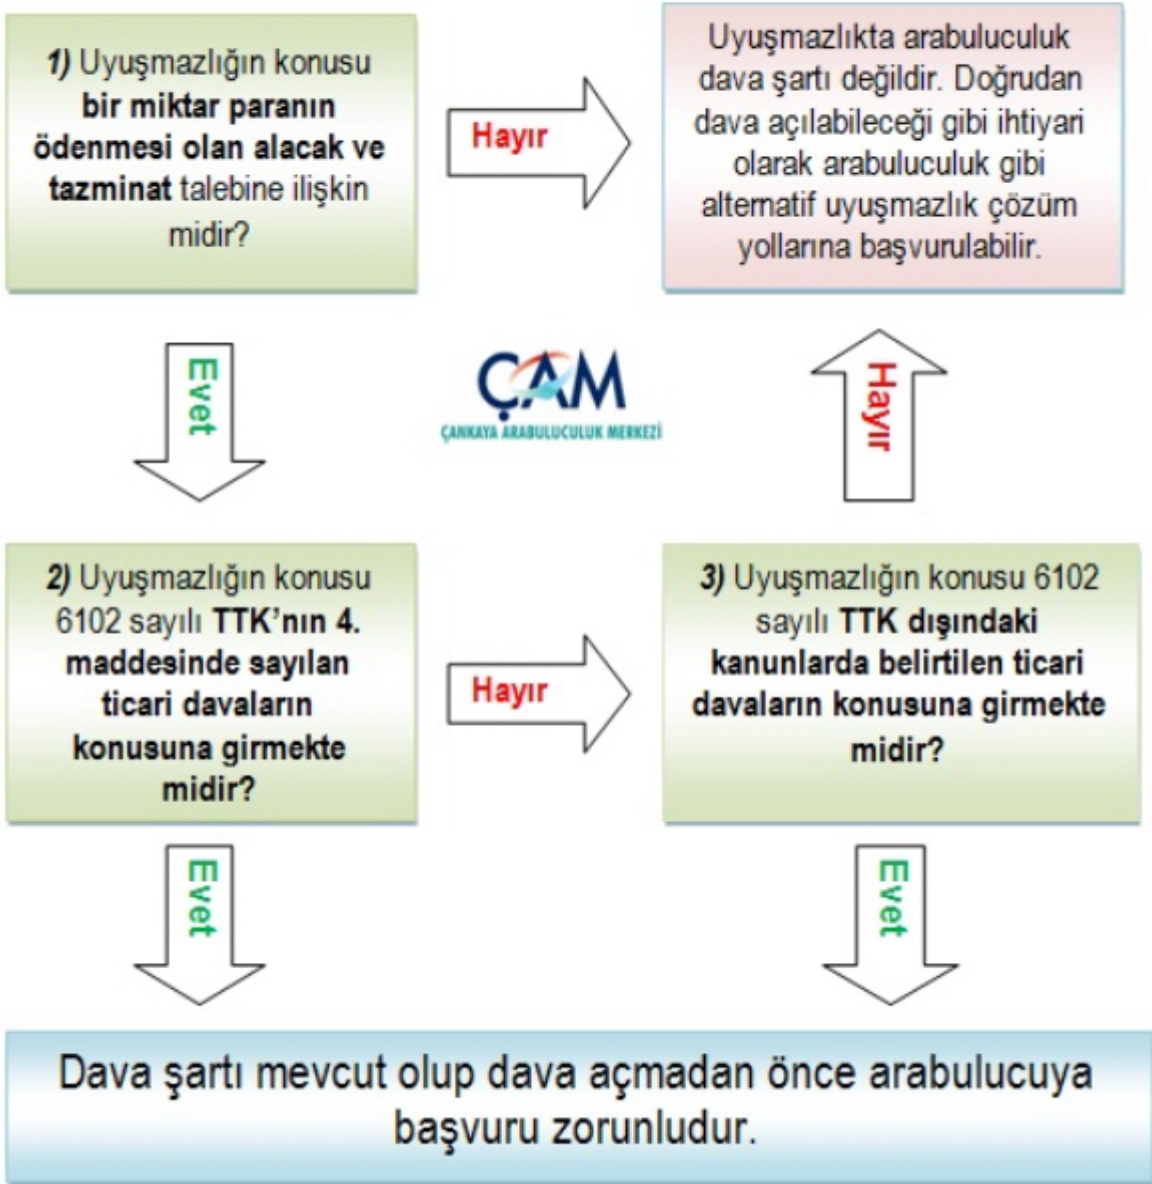 1) Uyuşmazlığın konusu
bir miktar paranın
ödenmesi olan alacak ve
tazminat talebine ilişkin
midir?
Hayır
Uyuşmazlıkta arabuluculuk
dava şartı değildir. Doğrudan
dava açılabileceği gibi ihtiyari
olarak arabuluculuk gibi
alternatif uyuşmazlık çözüm
yollarına başvurulabilir.
Evet
ÇAM
ÇANKAYA ARABULUCULUK MERKEZİ
Hayır
2) Uyuşmazlığın konusu
6102 sayılı TTK’nın 4.
maddesinde sayılan
ticari davaların
konusuna girmekte
midir?
Hayır
3) Uyuşmazlığın konusu 6102
sayılı TTK dışındaki
kanunlarda belirtilen ticari
davaların konusuna girmekte
midir?
Evet
Evet
Dava şartı mevcut olup dava açmadan önce arabulucuya
başvuru zorunludur.